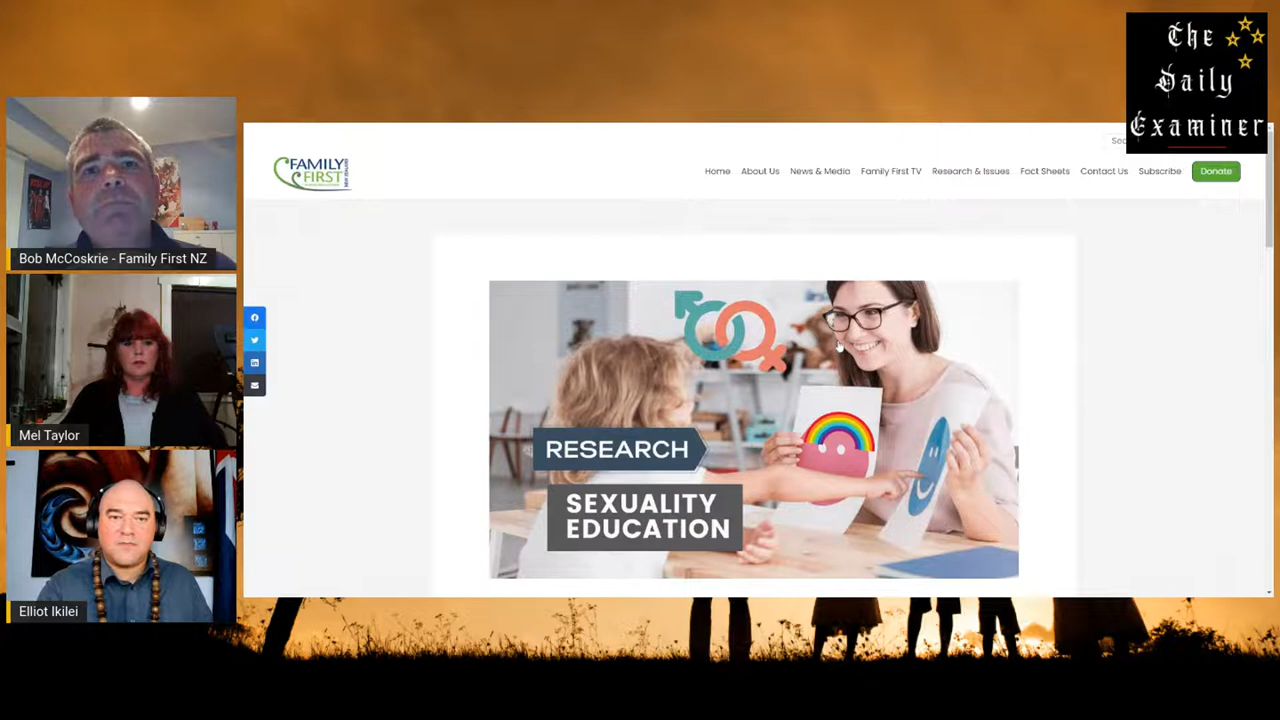 The
Daily
Examiner
Bob McCoskrie - Family First NZ
Mel Taylor
Elliot Ikilei
FAMILY
FIRST
Home About Us News & Media Family First TV Research & Issues Fact Sheets Contact Us Subscribe Donate
RESEARCH
SEXUALITY
EDUCATION